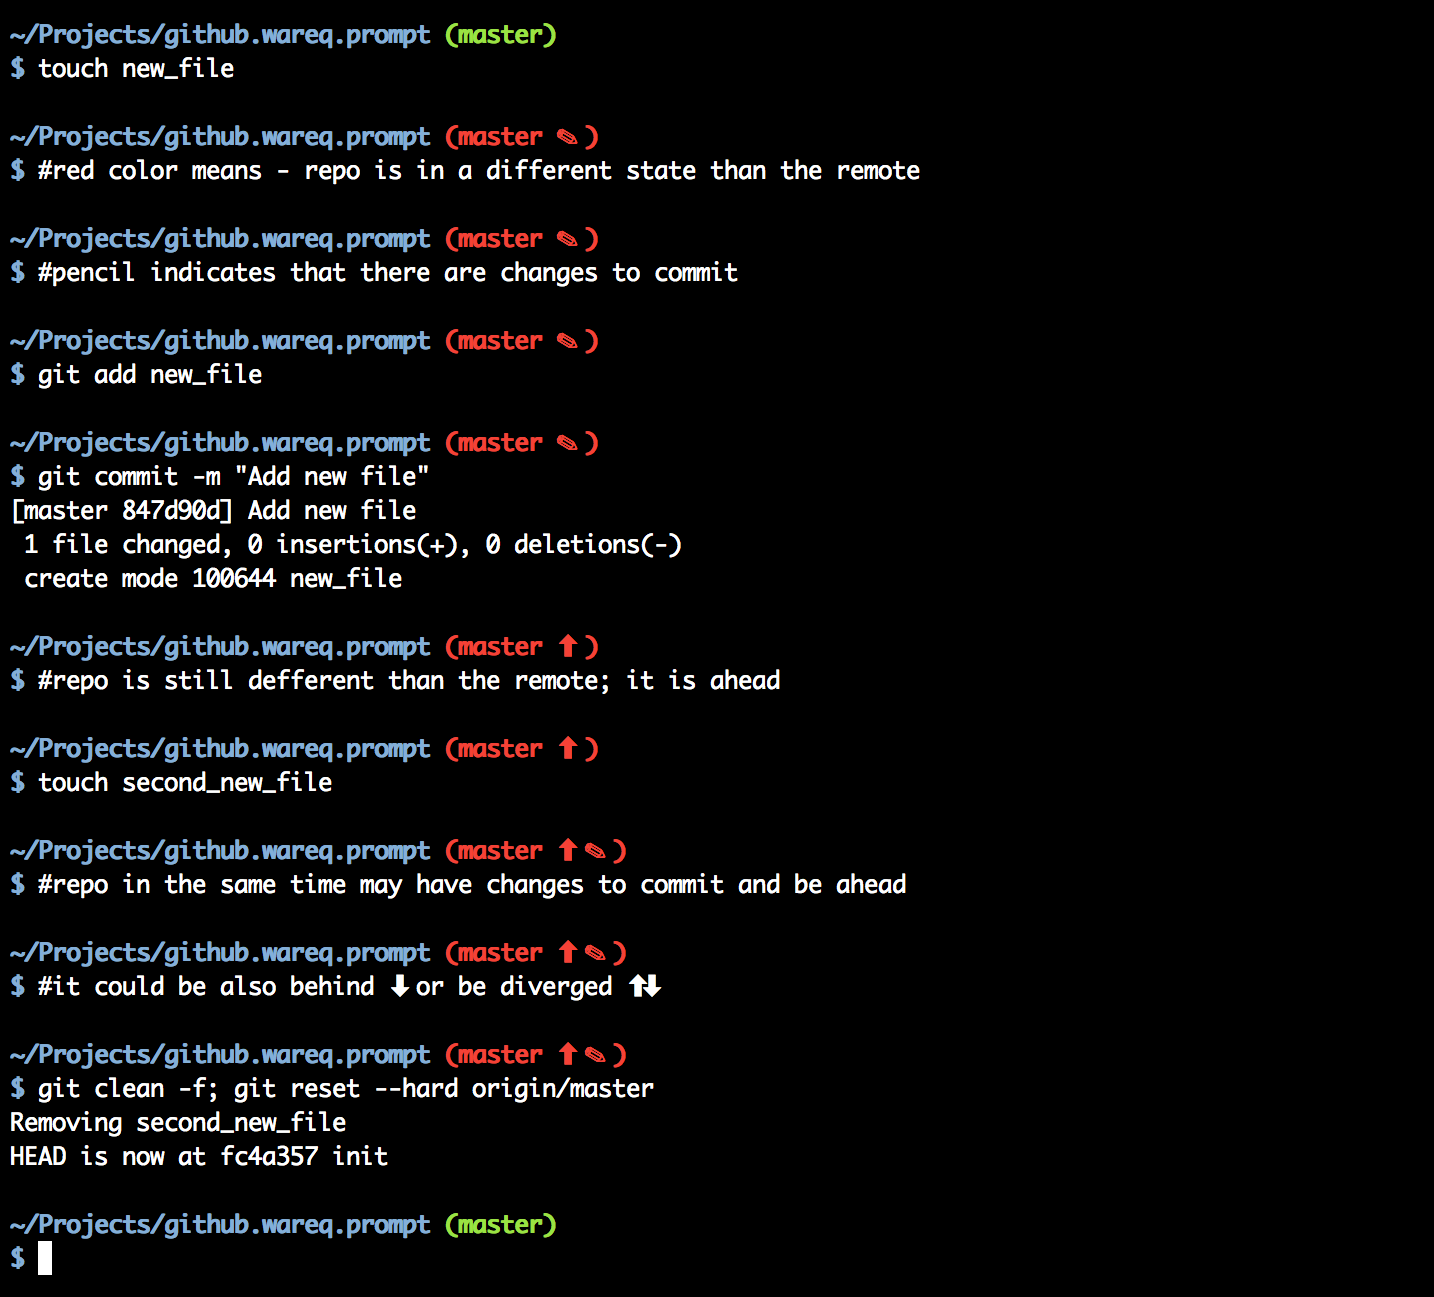 ~/Projects/github.wareq.prompt (master)
$ touch new_file
~/Projects/github.wareq.prompt (master ✎)
$ #red color means - repo is in a different state than the remote
~/Projects/github.wareq.prompt (master ✎)
$ #pencil indicates that there are changes to commit
~/Projects/github.wareq.prompt (master ✎)
$ git add new_file
~/Projects/github.wareq.prompt (master ✎)
$ git commit -m "Add new file"
[master 847d90d] Add new file
 1 file changed, 0 insertions(+), 0 deletions(-)
 create mode 100644 new_file
~/Projects/github.wareq.prompt (master ⬆)
$ #repo is still defferent than the remote; it is ahead
~/Projects/github.wareq.prompt (master ⬆)
$ touch second_new_file
~/Projects/github.wareq.prompt (master ⬆✎)
$ #repo in the same time may have changes to commit and be ahead
~/Projects/github.wareq.prompt (master ⬆✎)
$ #it could be also behind ⬇or be diverged ⬆⬇
~/Projects/github.wareq.prompt (master ⬆✎)
$ git clean -f; git reset --hard origin/master
Removing second_new_file
HEAD is now at fc4a357 init
~/Projects/github.wareq.prompt (master)
$